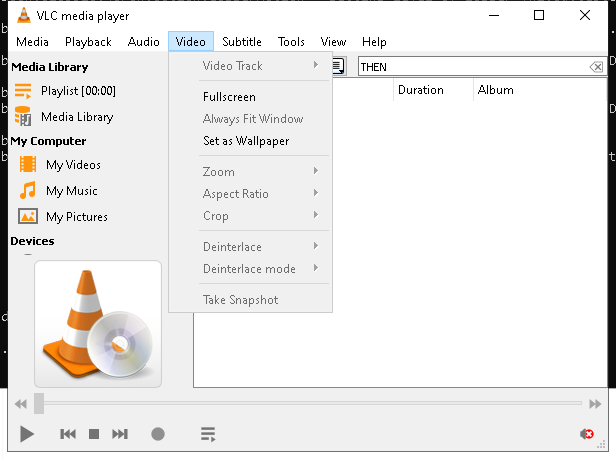 VLC media player
Media Playback Audio Video Subtitle Tools View Help
Media Library
Playlist [00:00]
Media Library
My Computer
My Videos
My Music
My Pictures
Devices
Video Track
Fullscreen
Always Fit Window
Set as Wallpaper
Zoom
Aspect Ratio
Crop
Deinterlace
Deinterlace mode
Take Snapshot
THEN
Duration Album